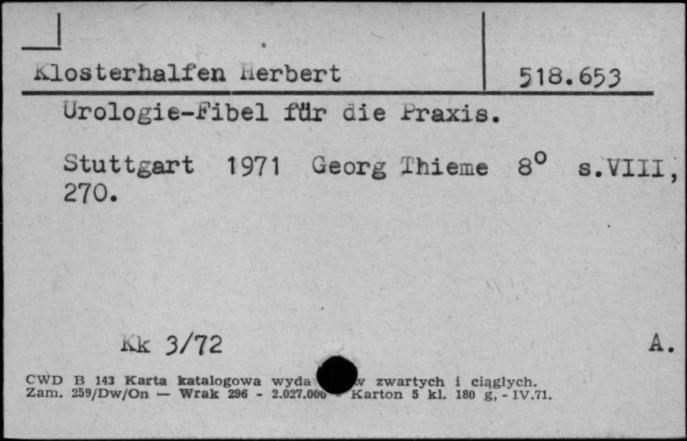 Klosterhalfen Herbert 518.653
Urologie-Fibel für die Praxis.
Stuttgart 1971 Georg Thieme 8° s.VIII,
270.
Kk 3/72 A.
CWD B 143 Karta katalogowa wyda w zwartych i ciągłych.
Zam. 259/Dw/On — Wrak 296 - 2.027.000 Karton 5 kl. 180 g. - IV.71.